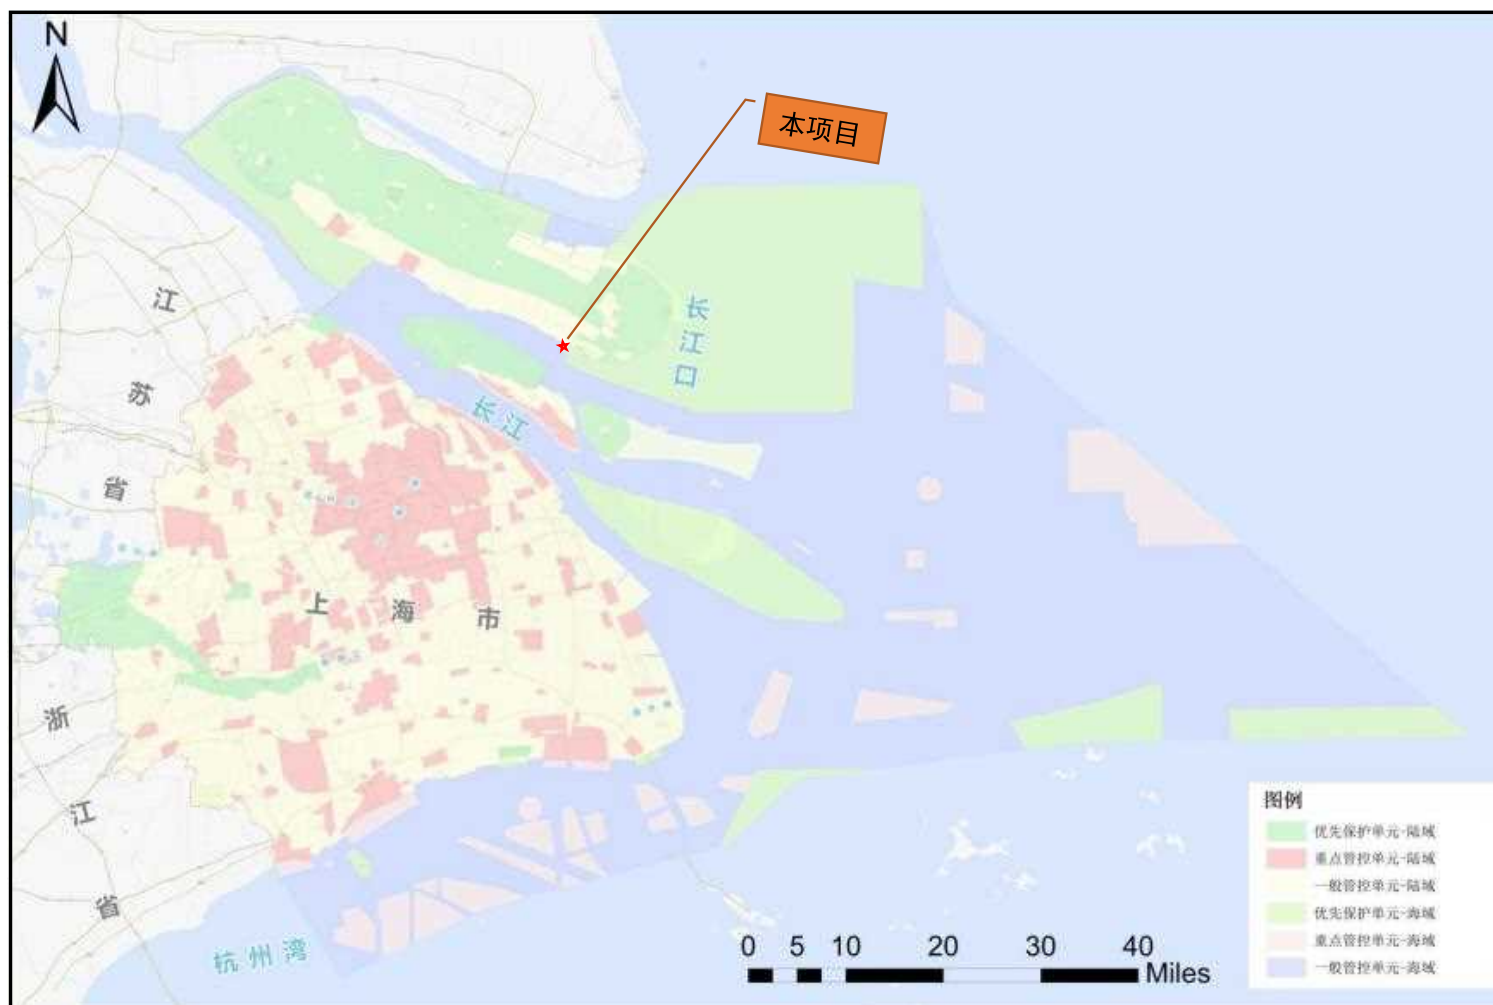 N
本项目
长江口
江
苏
省
长江
上海市
浙
江
省
杭州湾
图例
优先保护单元-陆域
重点管控单元-陆域
一般管控单元-陆域
优先保护单元-海域
重点管控单元-海域
一般管控单元-海域
0 5 10 20 30 40
Miles